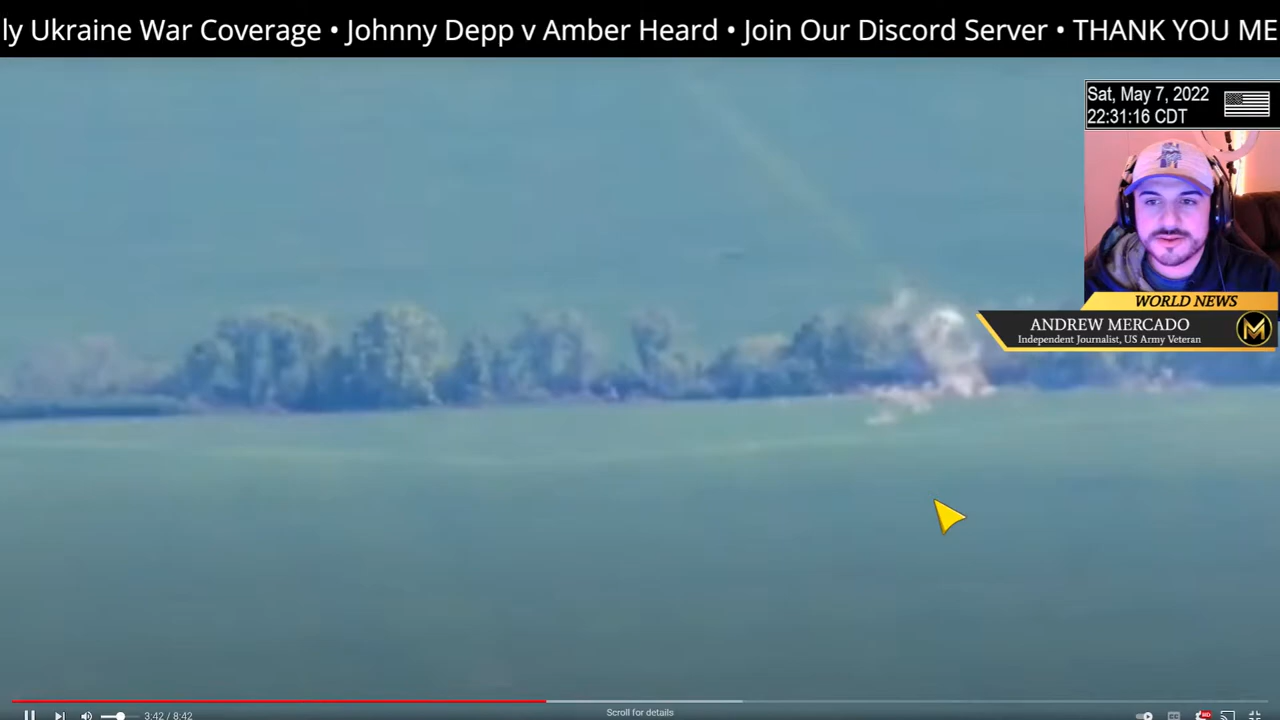 ly Ukraine War Coverage • Johnny Depp v Amber Heard • Join Our Discord Server • THANK YOU ME
Sat, May 7, 2022
22:31:16 CDT
WORLD NEWS
ANDREW MERCADO
Independent Journalist, US Army Veteran
M
3:42 / 8:42
Scroll for details